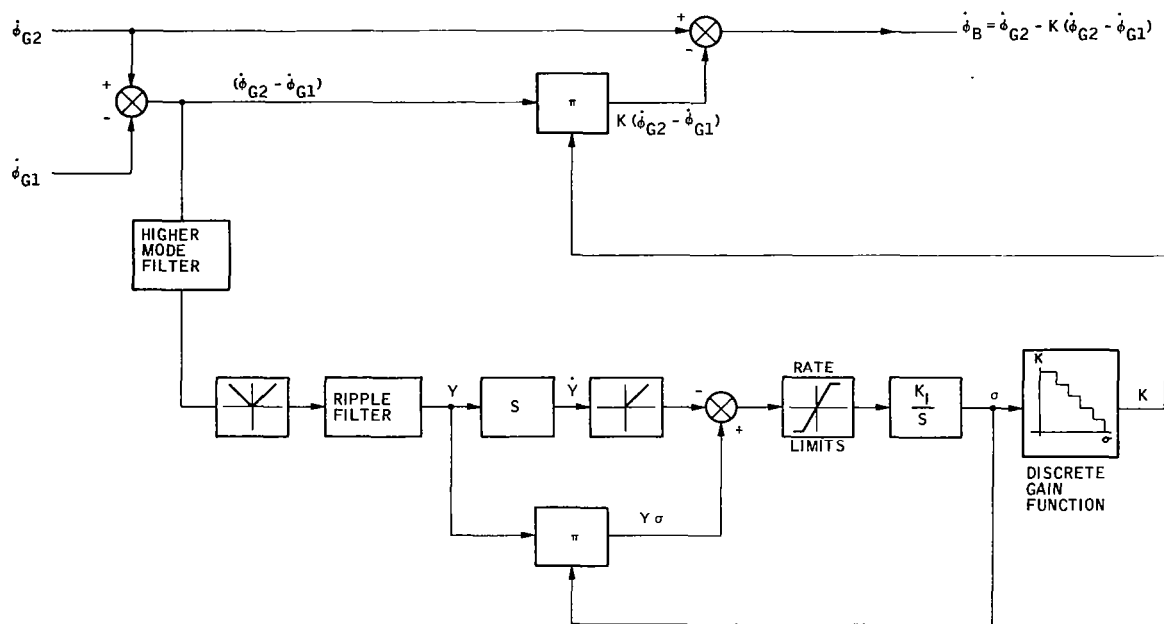 φ̇G2
+
-
φ̇B = φ̇G2 - K (φ̇G2 - φ̇G1)
+
-
(φ̇G2 - φ̇G1)
π
K (φ̇G2 - φ̇G1)
φ̇G1
HIGHER
MODE
FILTER
RIPPLE
FILTER
Y
S
Ẏ
-
+
RATE
LIMITS
KI
S
σ
K
σ
K
DISCRETE
GAIN
FUNCTION
π
Y σ